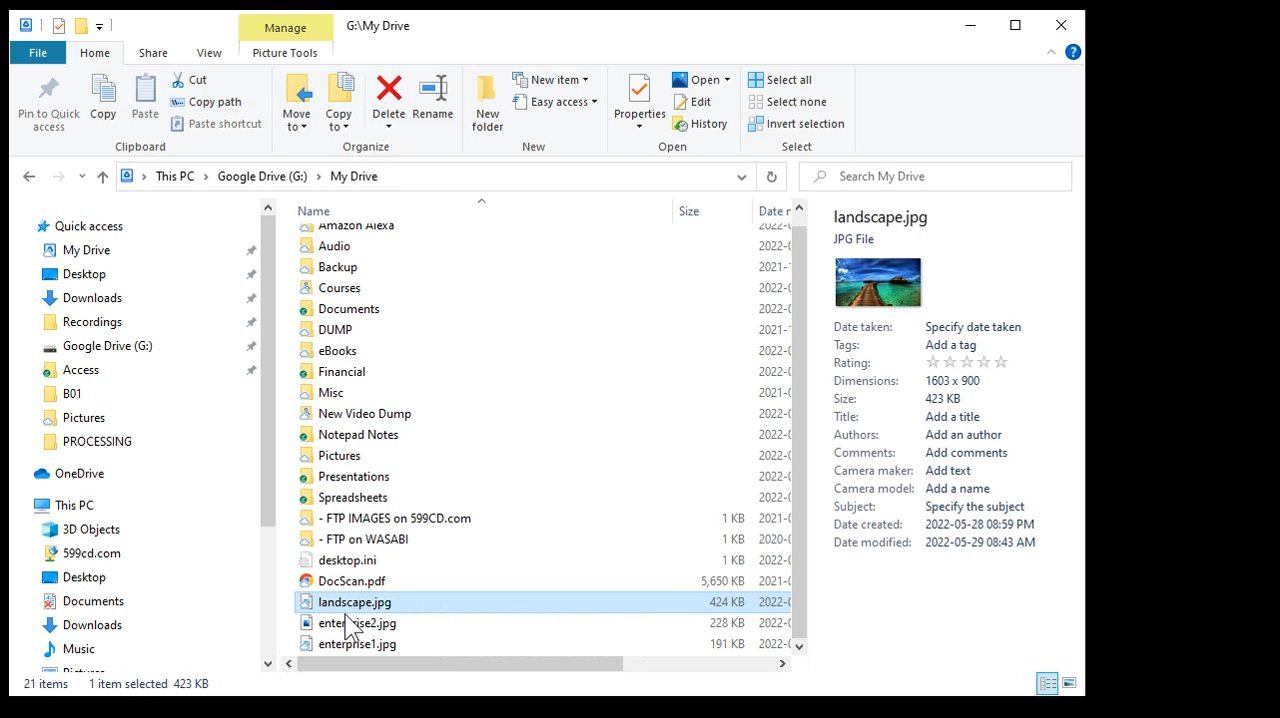 Manage
G:\My Drive
File
Home
Share
View
Picture Tools
Pin to Quick access
Copy
Paste
Cut
Copy path
Paste shortcut
Clipboard
Move to
Copy to
Delete
Rename
Organize
New folder
New item
Easy access
New
Properties
Open
Edit
History
Open
Select all
Select none
Invert selection
Select
This PC > Google Drive (G:) > My Drive
Search My Drive
Quick access
My Drive
Desktop
Downloads
Recordings
Google Drive (G:)
Access
B01
Pictures
PROCESSING
OneDrive
This PC
3D Objects
599cd.com
Desktop
Documents
Downloads
Music
Pictures
Name Size Date r
Amazon Alexa 2022-0
Audio 2022-0
Backup 2021-1
Courses 2022-0
Documents 2022-0
DUMP 2021-1
eBooks 2022-0
Financial 2022-0
Misc 2021-0
New Video Dump 2022-0
Notepad Notes 2022-0
Pictures 2022-0
Presentations 2022-0
Spreadsheets 2022-0
- FTP IMAGES on 599CD.com 1 KB 2021-0
- FTP on WASABI 1 KB 2020-0
desktop.ini 1 KB 2022-0
DocScan.pdf 5,650 KB 2021-0
landscape.jpg 424 KB 2022-0
enterprise2.jpg 228 KB 2022-0
enterprise1.jpg 191 KB 2022-0
landscape.jpg
JPG File
Date taken: Specify date taken
Tags: Add a tag
Rating:
Dimensions: 1603 x 900
Size: 423 KB
Title: Add a title
Authors: Add an author
Comments: Add comments
Camera maker: Add text
Camera model: Add a name
Subject: Specify the subject
Date created: 2022-05-28 08:59 PM
Date modified: 2022-05-29 08:43 AM
21 items 1 item selected 423 KB